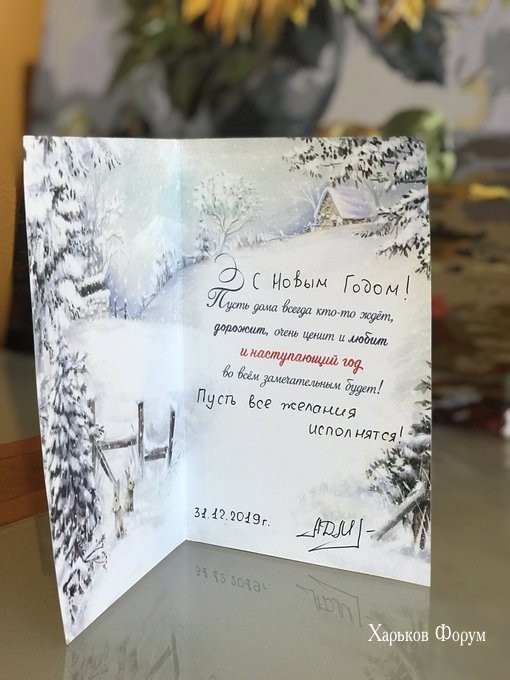 С Новым Годом!
Пусть дома всегда кто-то ждёт,
дорожит, очень ценит и любит
и наступающий год
во всём замечательным будет!
Пусть все желания
исполнятся!
31.12.2019г.
Харьков Форум